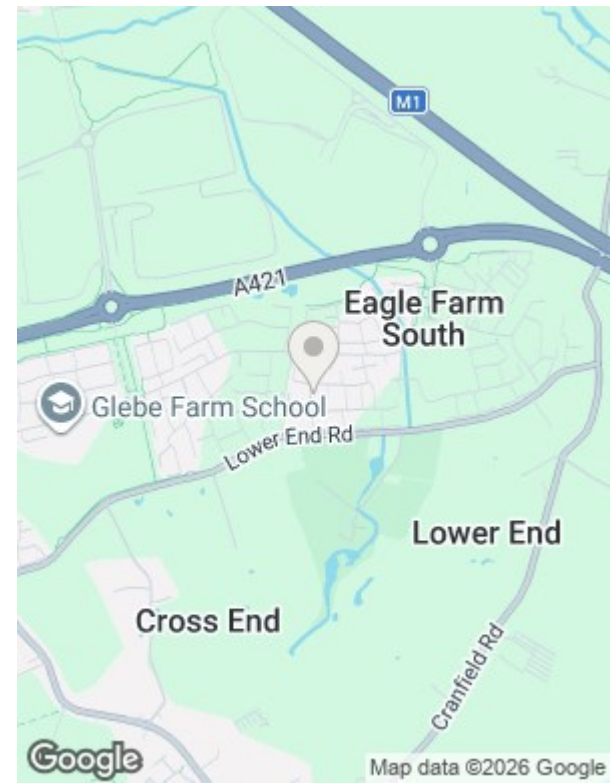 M1
A421
Eagle Farm
South
Glebe Farm School
Lower End Rd
Lower End
Cross End
Cranfield Rd
Google
Map data ©2026 Google